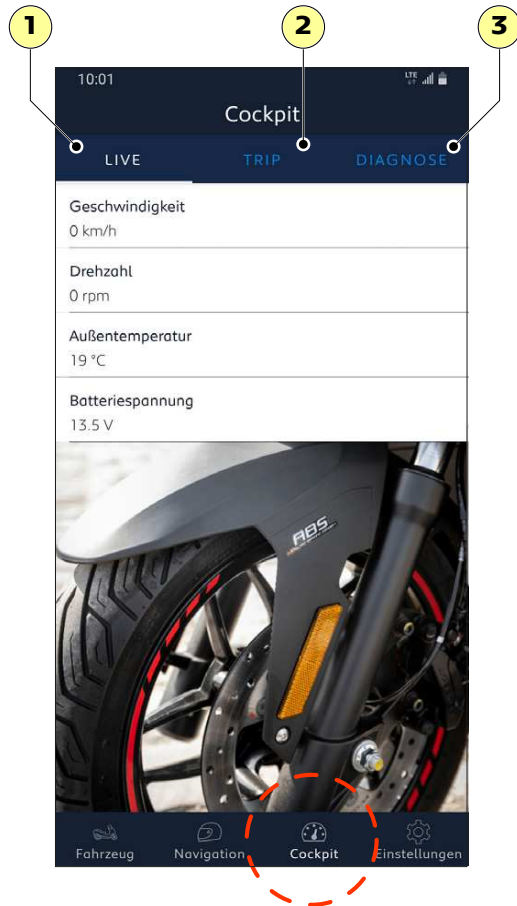 1 2 3
10:01 LTE
Cockpit
LIVE TRIP DIAGNOSE
Geschwindigkeit
0 km/h
Drehzahl
0 rpm
Außentemperatur
19 °C
Batteriespannung
13.5 V
ABS
Fahrzeug Navigation Cockpit Einstellungen